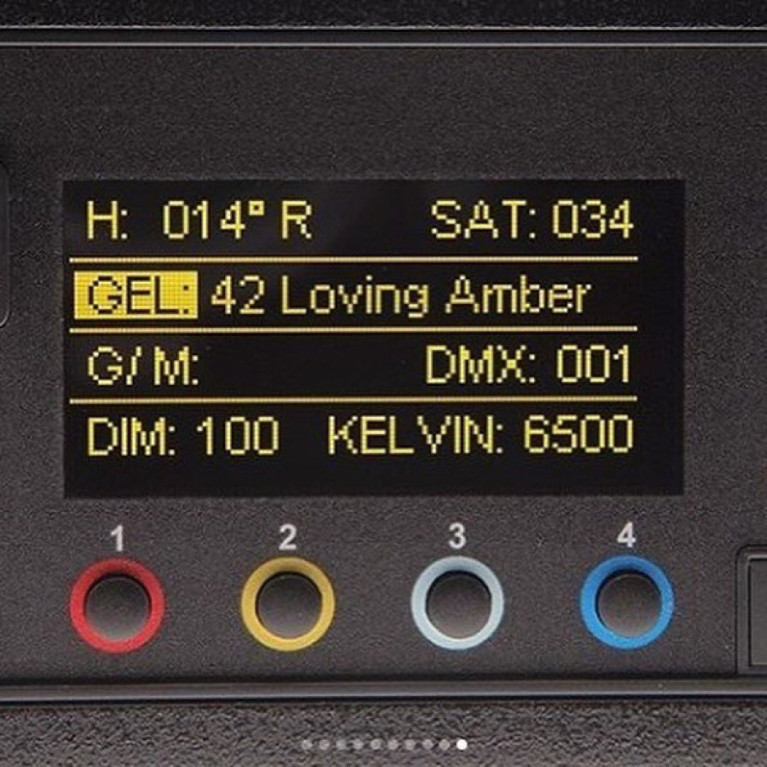 H: 014° R SAT: 034
GEL: 42 Loving Amber
G/M: DMX: 001
DIM: 100 KELVIN: 6500
1 2 3 4